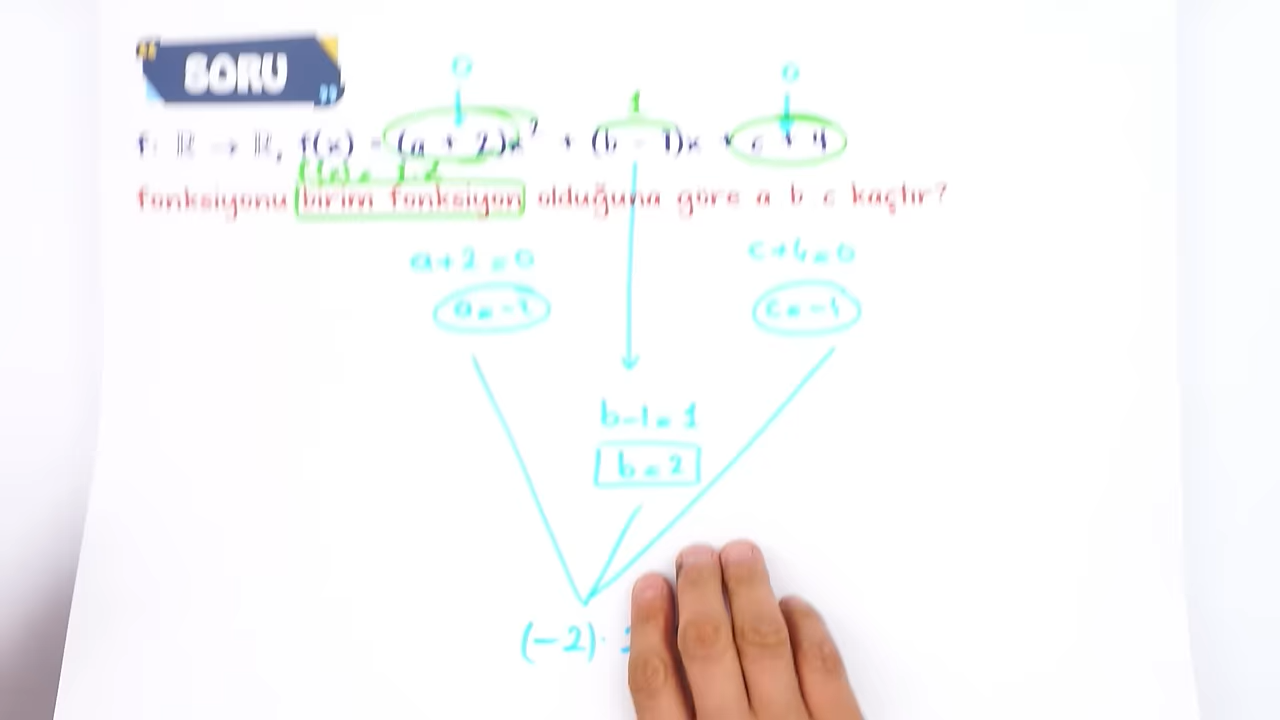 SORU
0 0
1
f: ℝ → ℝ, f(x) = (a + 2)x² + (b - 1)x + c + 4
f(x) = 1.x
fonksiyonu birim fonksiyon olduğuna göre a b c kaçtır?
a+2=0 c+4=0
a=-2 c=-4
b-1=1
b=2
(-2)·